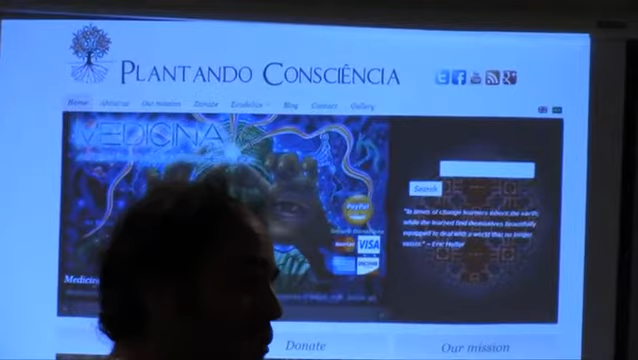 PLANTANDO CONSCIÊNCIA
Home About us Our mission Donate Ecodelics Blog Contact Gallery
MEDICINA
PayPal
VISA
Search
"In times of change learners inherit the earth;
while the learned find themselves beautifully
equipped to deal with a world that no longer
exists" ~ Eric Hoffer
Medicin
Donate
Our mission